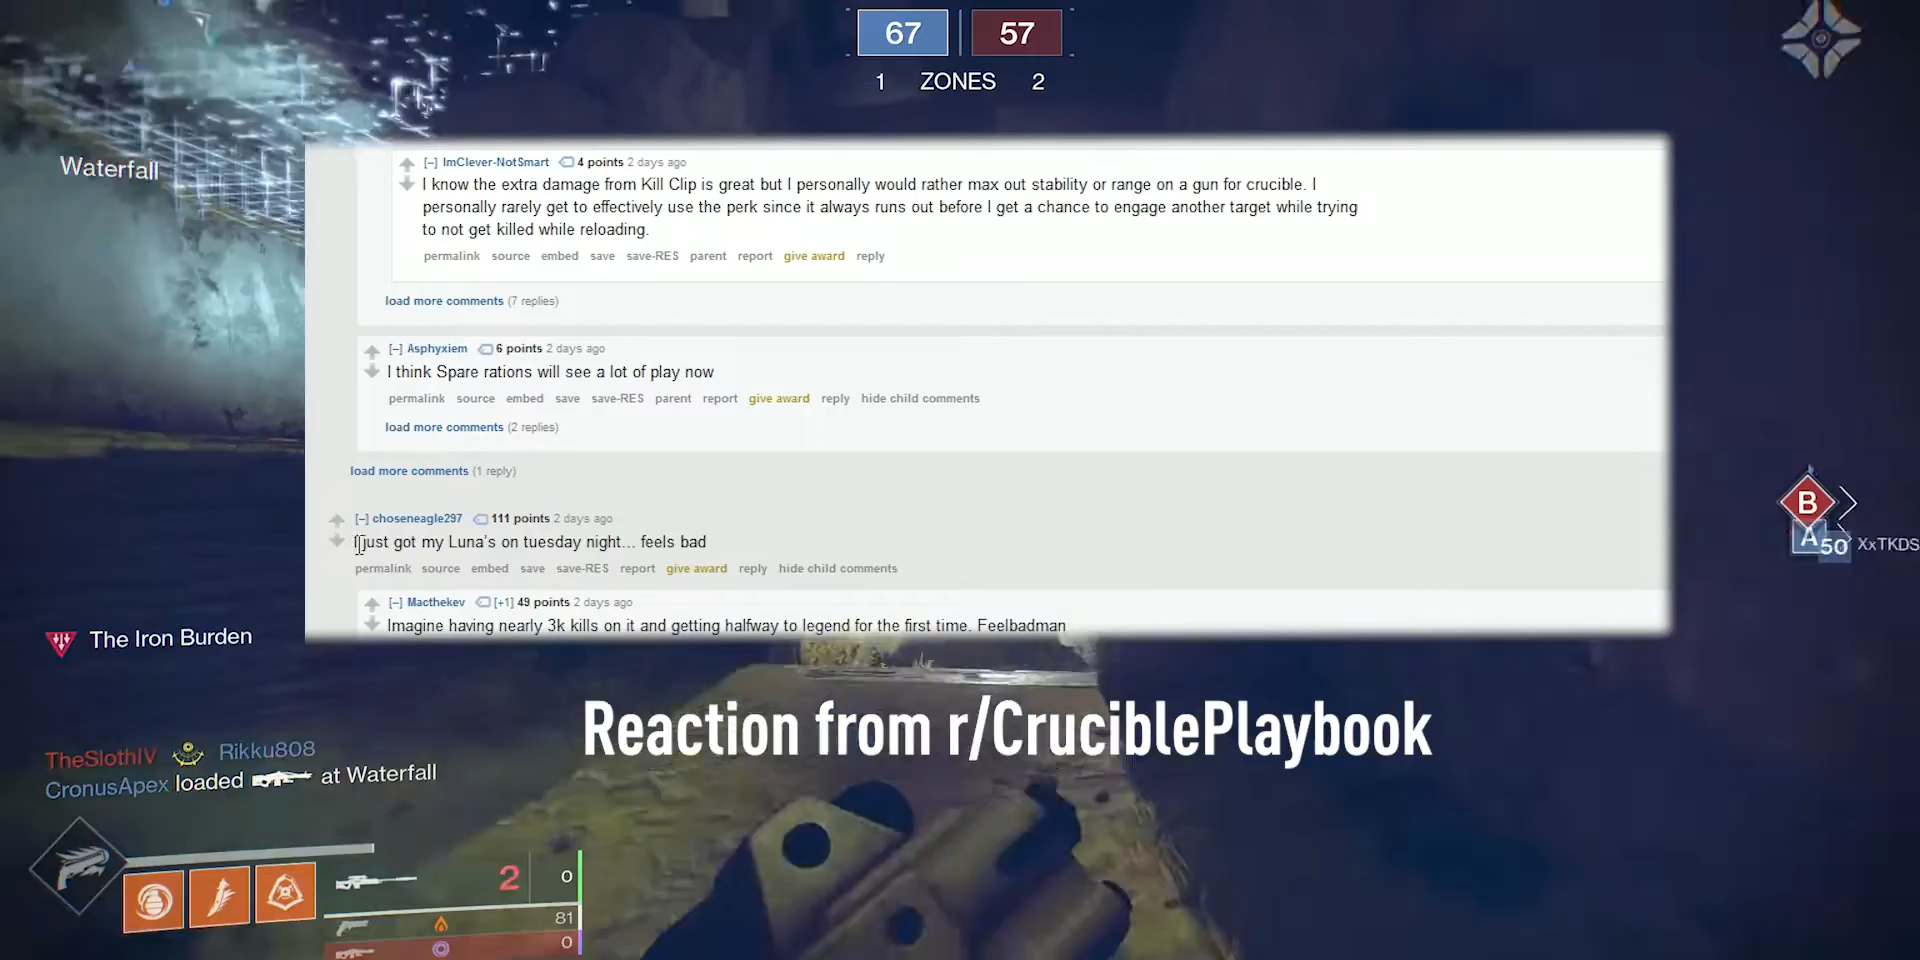 67 57
1 ZONES 2
Waterfall
[–] ImClever-NotSmart 4 points 2 days ago
I know the extra damage from Kill Clip is great but I personally would rather max out stability or range on a gun for crucible. I
personally rarely get to effectively use the perk since it always runs out before I get a chance to engage another target while trying
to not get killed while reloading.
permalink source embed save save-RES parent report give award reply
load more comments (7 replies)
[–] Asphyxiem 6 points 2 days ago
I think Spare rations will see a lot of play now
permalink source embed save save-RES parent report give award reply hide child comments
load more comments (2 replies)
load more comments (1 reply)
[–] choseneagle297 111 points 2 days ago
I just got my Luna's on tuesday night... feels bad
permalink source embed save save-RES report give award reply hide child comments
[–] Macthekev [+1] 49 points 2 days ago
Imagine having nearly 3k kills on it and getting halfway to legend for the first time. Feelbadman
B
A 50 XxTKDS
The Iron Burden
Reaction from r/CruciblePlaybook
TheSlothIV Rikku808
CronusApex loaded at Waterfall
2 0
81
0